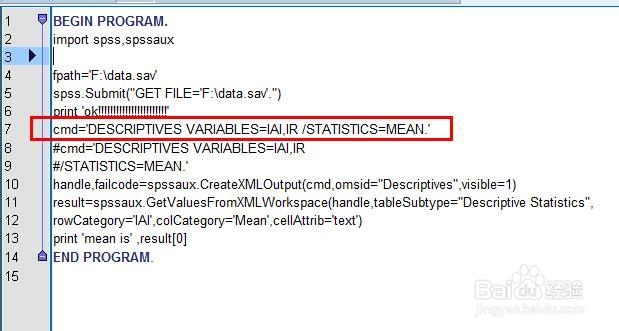 1 BEGIN PROGRAM.
2 import spss,spssaux
3
4 fpath='F:\data.sav'
5 spss.Submit("GET FILE='F:\data.sav'.")
6 print 'ok!!!!!!!!!!!!!!!!!!!!!!!'
7 cmd='DESCRIPTIVES VARIABLES=IAI,IR /STATISTICS=MEAN.'
8 #cmd='DESCRIPTIVES VARIABLES=IAI,IR
9 #/STATISTICS=MEAN.'
10 handle,failcode=spssaux.CreateXMLOutput(cmd,omsid="Descriptives",visible=1)
11 result=spssaux.GetValuesFromXMLWorkspace(handle,tableSubtype="Descriptive Statistics",
12 rowCategory='IAI',colCategory='Mean',cellAttrib='text')
13 print 'mean is' ,result[0]
14 END PROGRAM.
15
Baidu 经验
jingyan.baidu.com